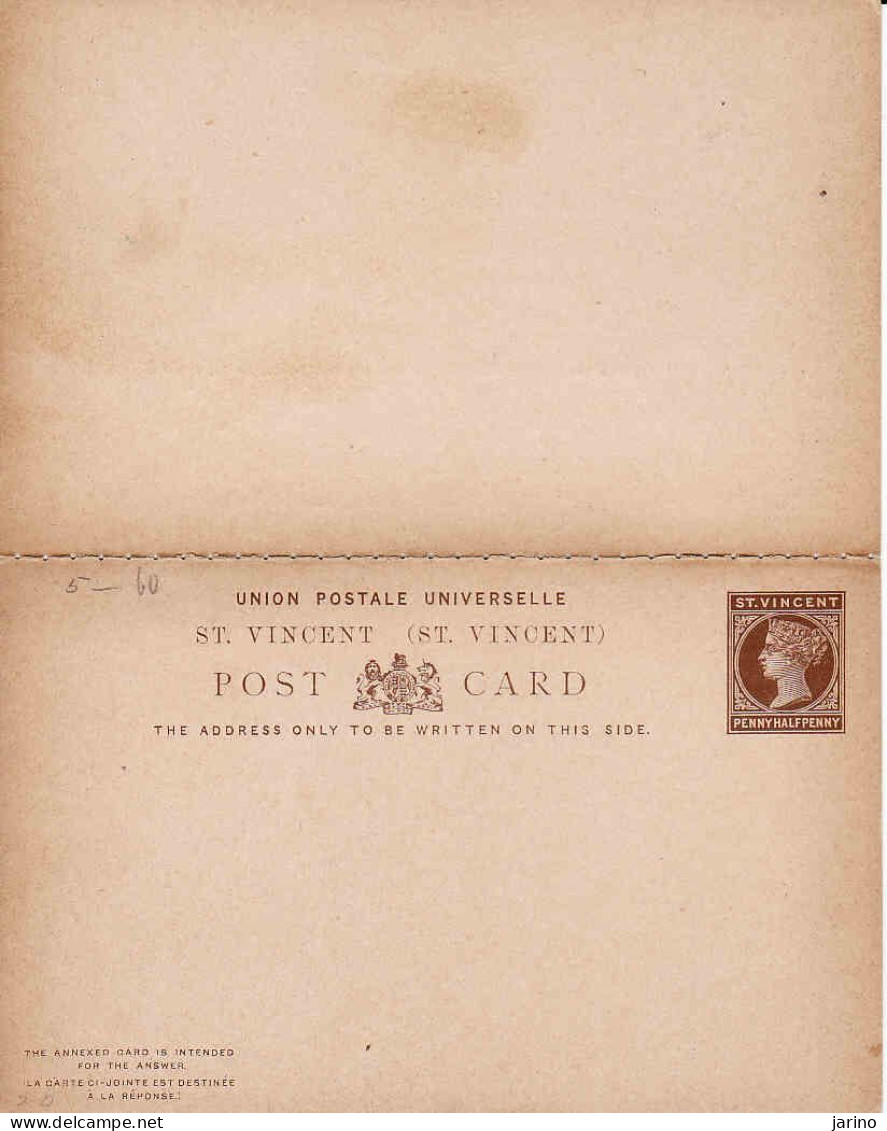 5 — 60
UNION POSTALE UNIVERSELLE
ST. VINCENT (ST. VINCENT)
POST CARD
THE ADDRESS ONLY TO BE WRITTEN ON THIS SIDE.
ST. VINCENT
PENNY HALFPENNY
THE ANNEXED CARD IS INTENDED
FOR THE ANSWER.
(LA CARTE CI-JOINTE EST DESTINÉE
À LA RÉPONSE.)
www.delcampe.net
jarino